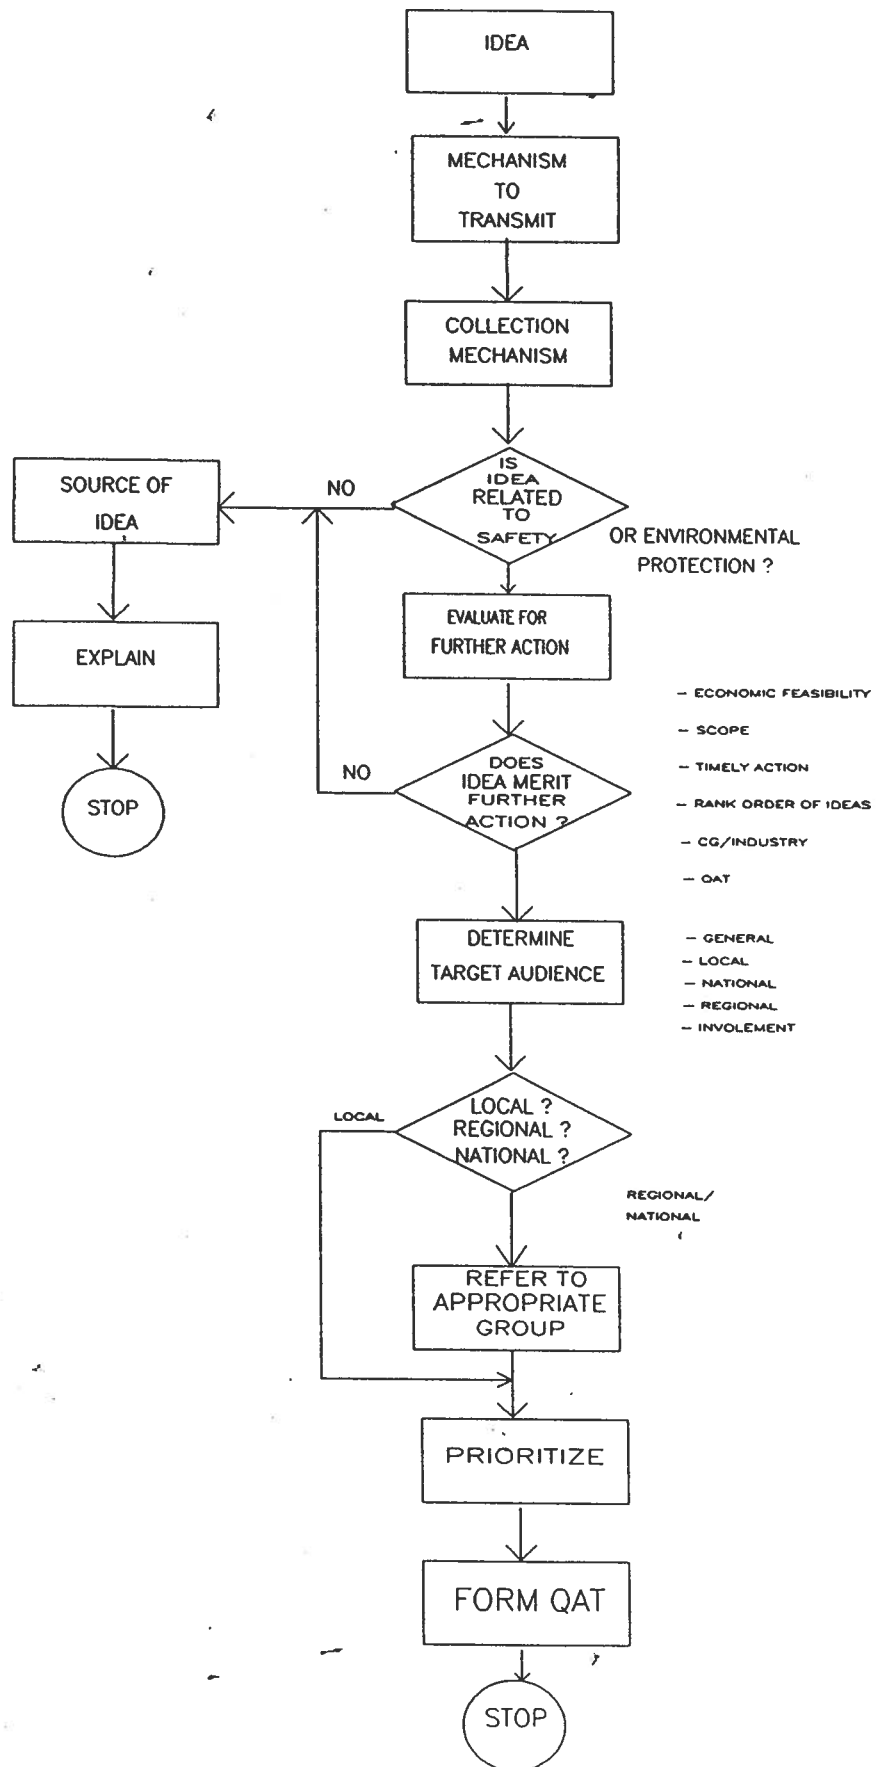 IDEA
MECHANISM
TO
TRANSMIT
COLLECTION
MECHANISM
IS
IDEA
RELATED
TO
SAFETY
OR ENVIRONMENTAL
PROTECTION ?
NO
SOURCE OF
IDEA
EXPLAIN
STOP
EVALUATE FOR
FURTHER ACTION
DOES
IDEA MERIT
FURTHER
ACTION ?
NO
– ECONOMIC FEASIBILITY
– SCOPE
– TIMELY ACTION
– RANK ORDER OF IDEAS
– CG/INDUSTRY
– QAT
DETERMINE
TARGET AUDIENCE
– GENERAL
– LOCAL
– NATIONAL
– REGIONAL
– INVOLEMENT
LOCAL ?
REGIONAL ?
NATIONAL ?
LOCAL
REGIONAL/
NATIONAL
REFER TO
APPROPRIATE
GROUP
PRIORITIZE
FORM QAT
STOP